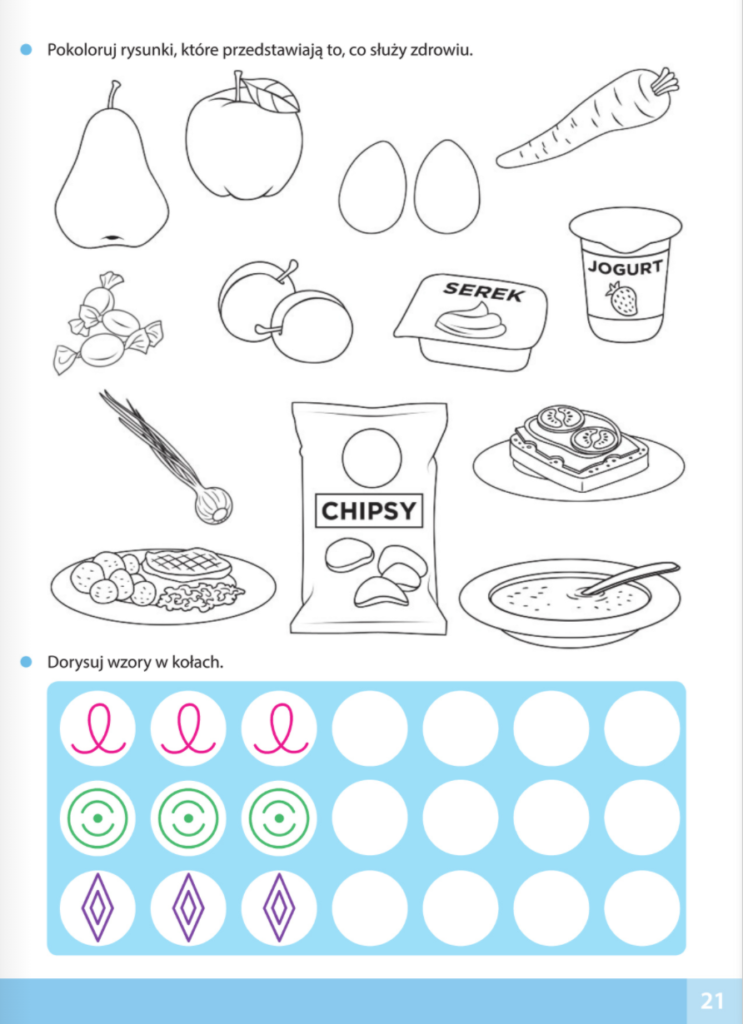 Pokoloruj rysunki, które przedstawiają to, co służy zdrowiu.
JOGURT
SEREK
CHIPSY
Dorysuj wzory w kołach.
21